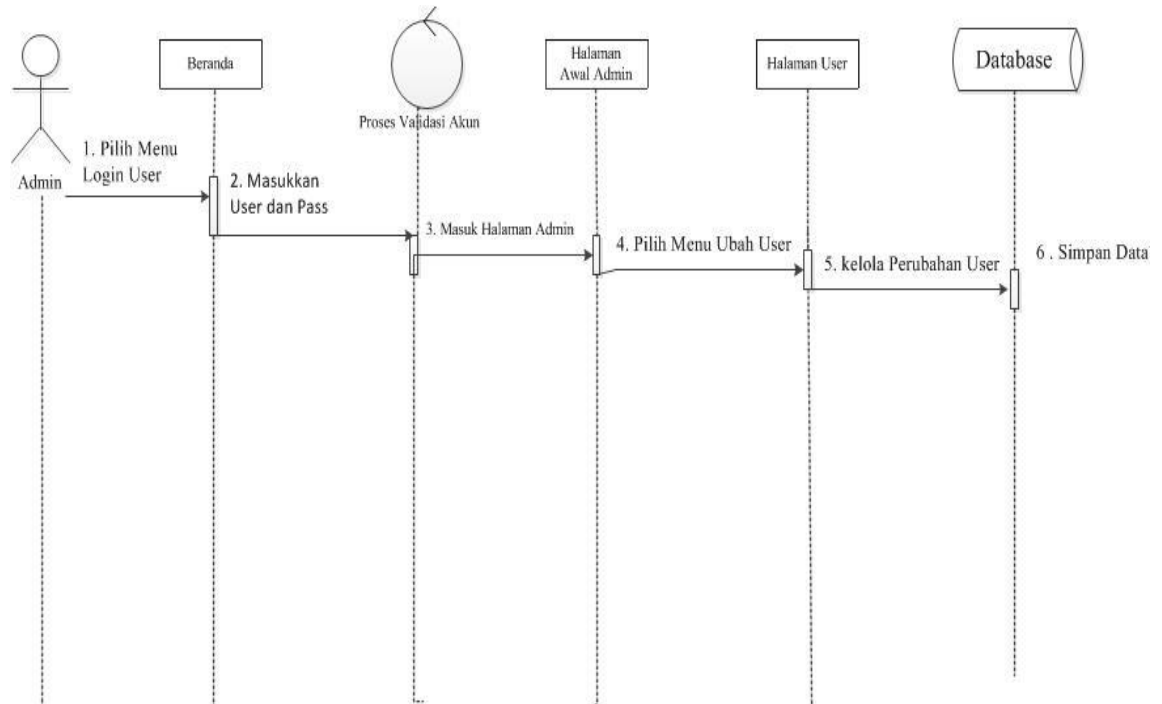 Admin
Beranda
Proses Validasi Akun
Halaman
Awal Admin
Halaman User
Database
1. Pilih Menu
Login User
2. Masukkan
User dan Pass
3. Masuk Halaman Admin
4. Pilih Menu Ubah User
5. kelola Perubahan User
6 . Simpan Data